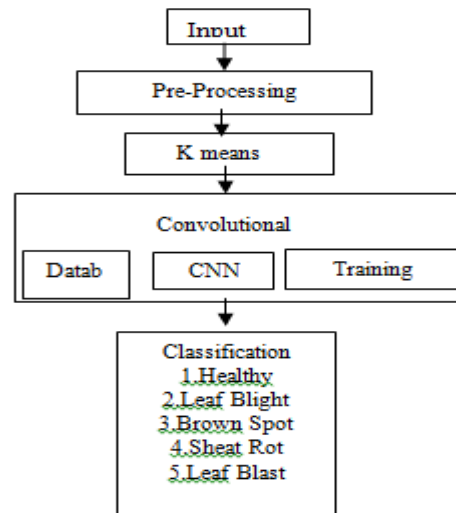 Input
Pre-Processing
K means
Convolutional
Datab CNN Training
Classification
1.Healthy
2.Leaf Blight
3.Brown Spot
4.Sheat Rot
5.Leaf Blast